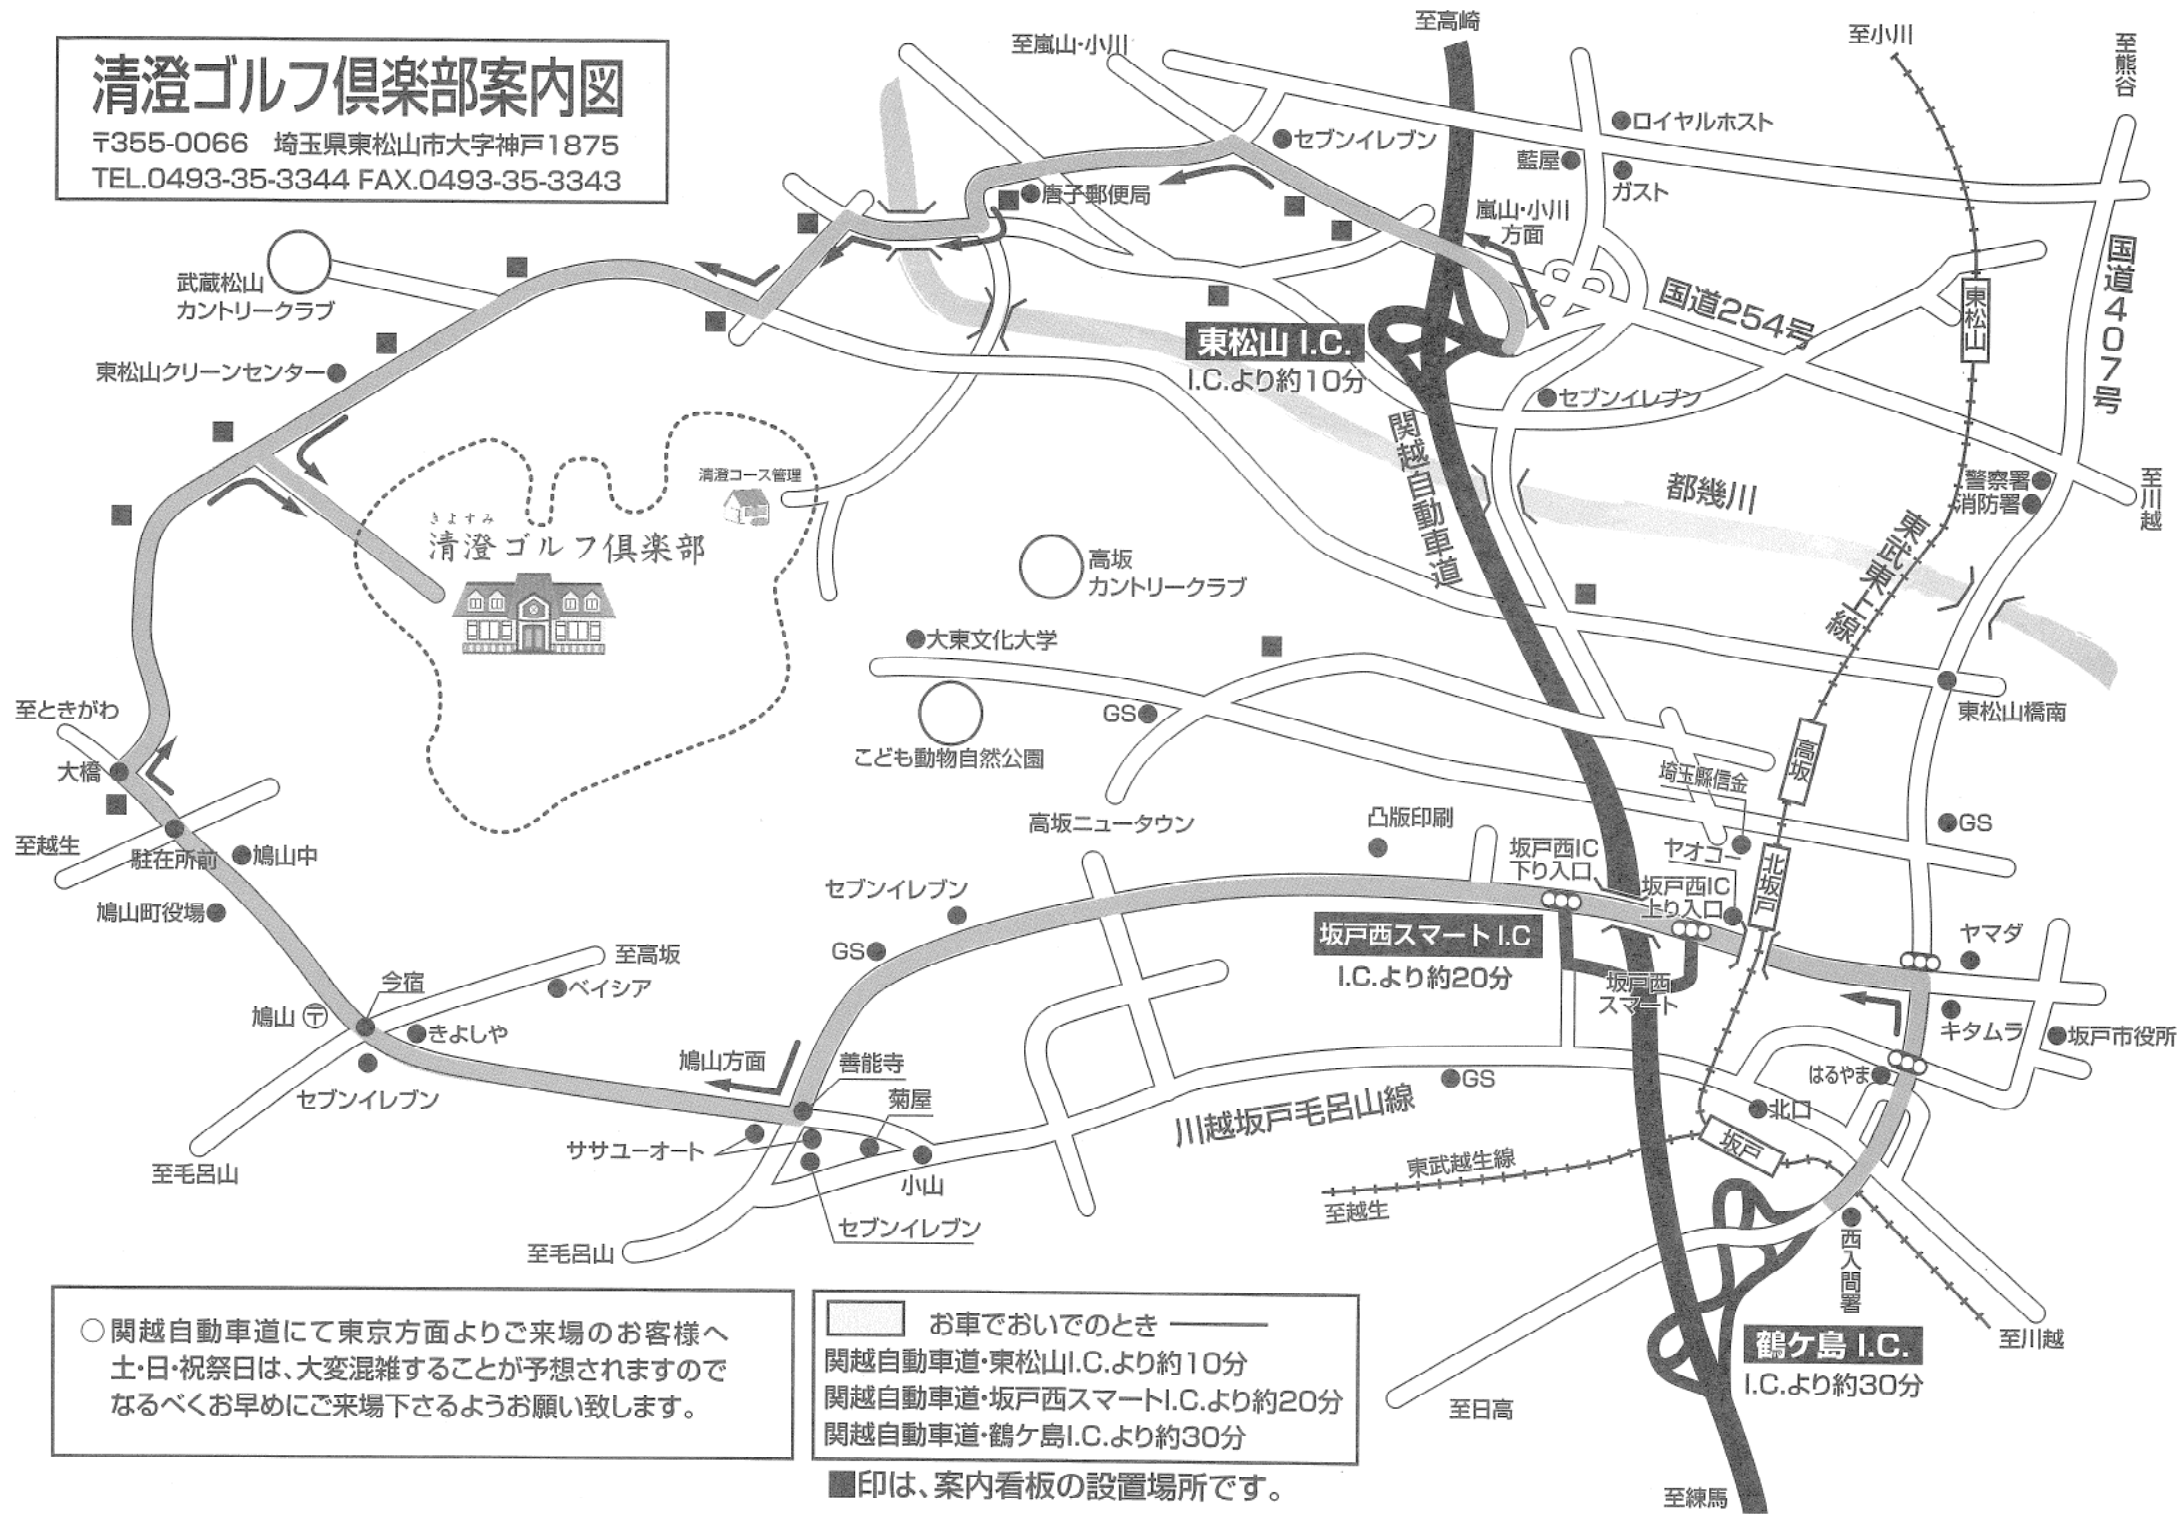 清澄ゴルフ倶楽部案内図
〒355-0066 埼玉県東松山市大字神戸1875
TEL.0493-35-3344 FAX.0493-35-3343
至高崎
至小川
至熊谷
至嵐山・小川
ロイヤルホスト
セブンイレブン
藍屋
ガスト
唐子郵便局
嵐山・小川
方面
国道407号
武蔵松山
カントリークラブ
国道254号
東松山
東松山 I.C.
I.C.より約10分
東松山クリーンセンター
セブンイレブン
関越自動車道
清澄コース管理
都幾川
警察署
消防署
至川越
きよすみ
清澄ゴルフ倶楽部
東武東上線
高坂
カントリークラブ
大東文化大学
至ときがわ
GS
東松山橋南
大橋
こども動物自然公園
高坂
埼玉縣信金
高坂ニュータウン
凸版印刷
GS
至越生
駐在所前
鳩山中
坂戸西IC
下り入口
ヤオコー
北坂戸
セブンイレブン
坂戸西IC
上り入口
鳩山町役場
坂戸西スマートI.C
I.C.より約20分
ヤマダ
GS
至高坂
今宿
ベイシア
坂戸西
スマート
鳩山 〒
きよしや
キタムラ
坂戸市役所
鳩山方面
善能寺
はるやま
GS
セブンイレブン
菊屋
川越坂戸毛呂山線
北口
ササユーオート
坂戸
至毛呂山
小山
東武越生線
至越生
セブンイレブン
至毛呂山
西入間署
鶴ケ島 I.C.
I.C.より約30分
至川越
至日高
至練馬
○関越自動車道にて東京方面よりご来場のお客様へ
土・日・祝祭日は、大変混雑することが予想されますので
なるべくお早めにご来場下さるようお願い致します。
お車でおいでのとき
関越自動車道・東松山I.C.より約10分
関越自動車道・坂戸西スマートI.C.より約20分
関越自動車道・鶴ケ島I.C.より約30分
■印は、案内看板の設置場所です。